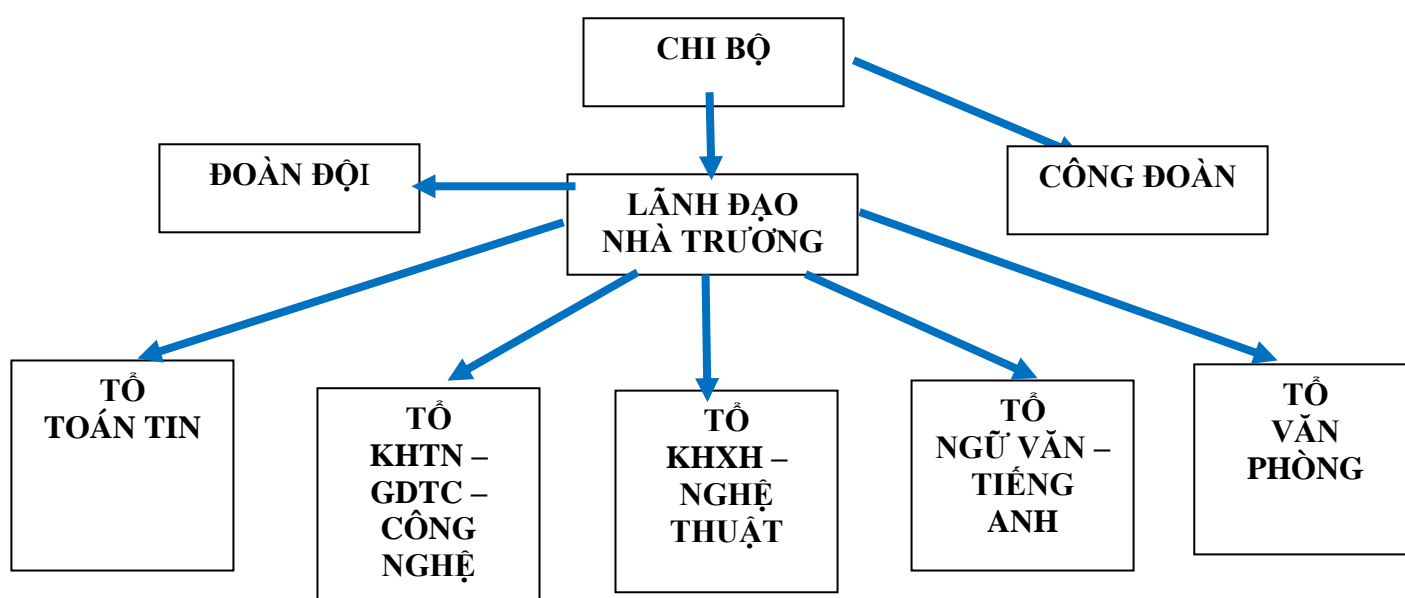 CHI BỘ
ĐOÀN ĐỘI
CÔNG ĐOÀN
LÃNH ĐẠO
NHÀ TRƯƠNG
TỔ
TOÁN TIN
TỔ
KHTN –
GDTC –
CÔNG
NGHỆ
TỔ
KHXH –
NGHỆ
THUẬT
TỔ
NGỮ VĂN –
TIẾNG
ANH
TỔ
VĂN
PHÒNG